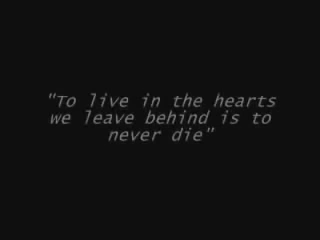 "To live in the hearts
we leave behind is to
never die"